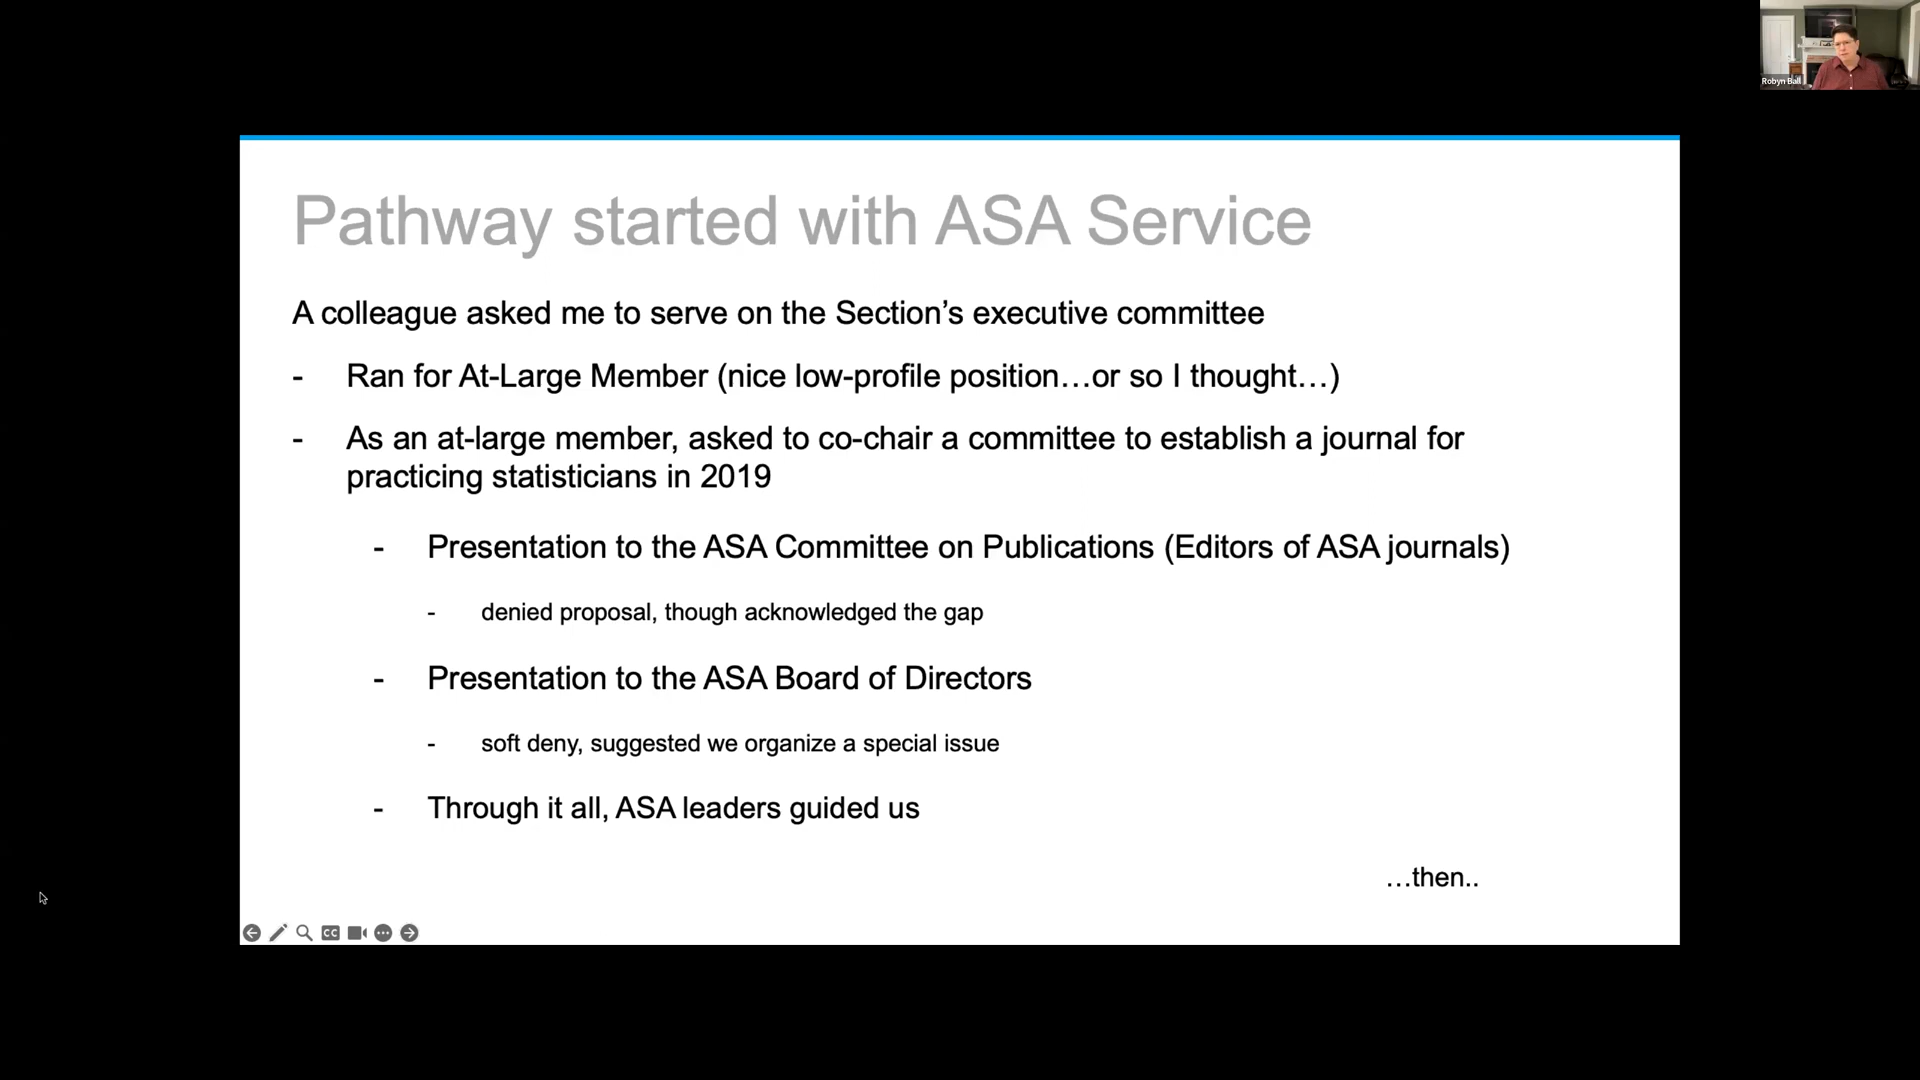 Robyn Ball
Pathway started with ASA Service
A colleague asked me to serve on the Section’s executive committee
- Ran for At-Large Member (nice low-profile position…or so I thought…)
- As an at-large member, asked to co-chair a committee to establish a journal for
practicing statisticians in 2019
- Presentation to the ASA Committee on Publications (Editors of ASA journals)
- denied proposal, though acknowledged the gap
- Presentation to the ASA Board of Directors
- soft deny, suggested we organize a special issue
- Through it all, ASA leaders guided us
…then..
CC